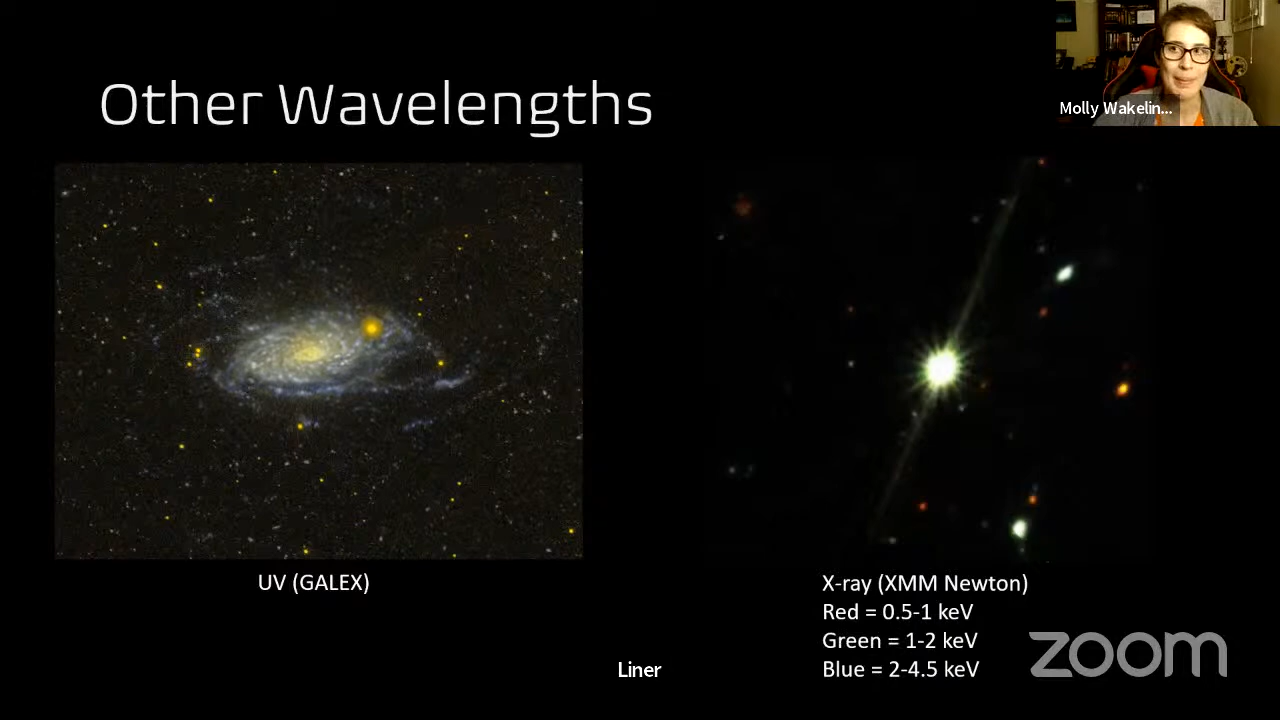 Other Wavelengths
Molly Wakelin...
UV (GALEX)
X-ray (XMM Newton)
Red = 0.5-1 keV
Green = 1-2 keV
Blue = 2-4.5 keV
Liner
zoom